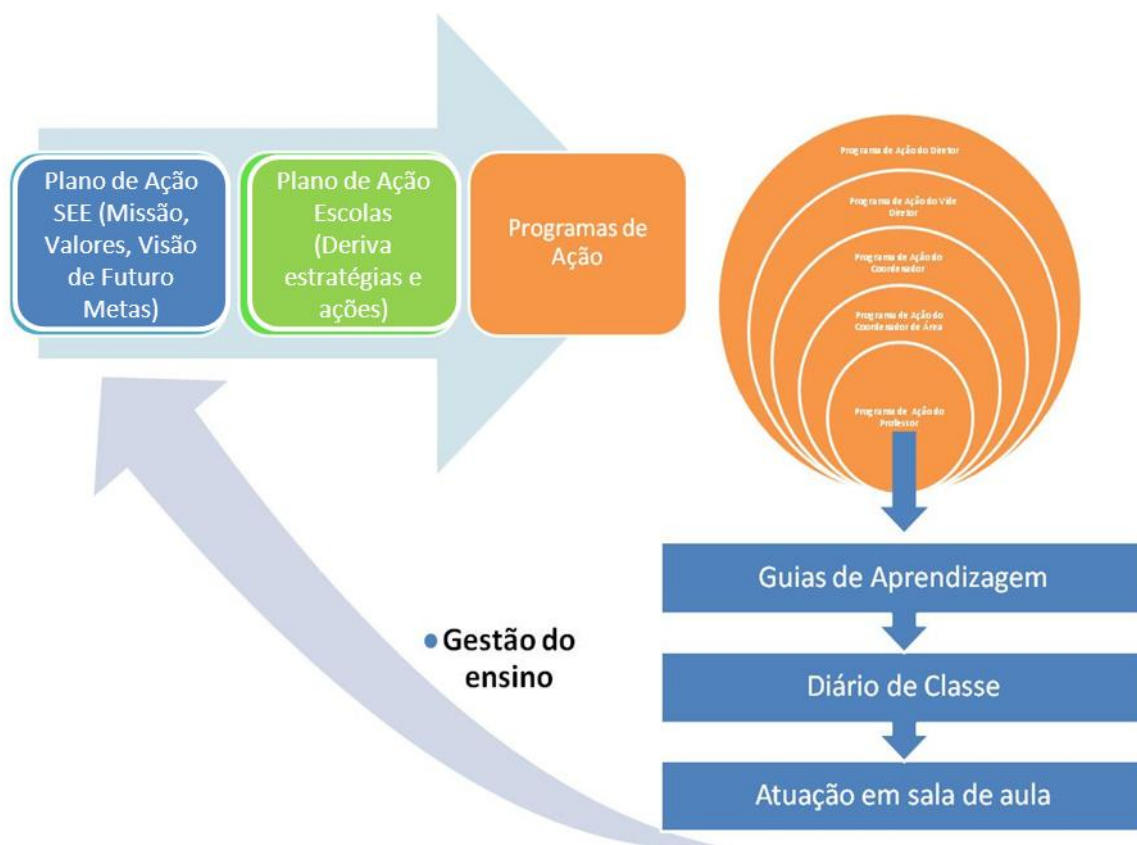 Plano de Ação
SEE (Missão,
Valores, Visão
de Futuro
Metas)
Plano de Ação
Escolas
(Deriva
estratégias e
ações)
Programas de
Ação
Programa de Ação do Diretor
Programa de Ação do Vide
Diretor
Programa de Ação do
Coordenador
Programa de Ação do
Coordenador de Área
Programa de Ação do
Professor
Guias de Aprendizagem
Diário de Classe
Atuação em sala de aula
• Gestão do
ensino